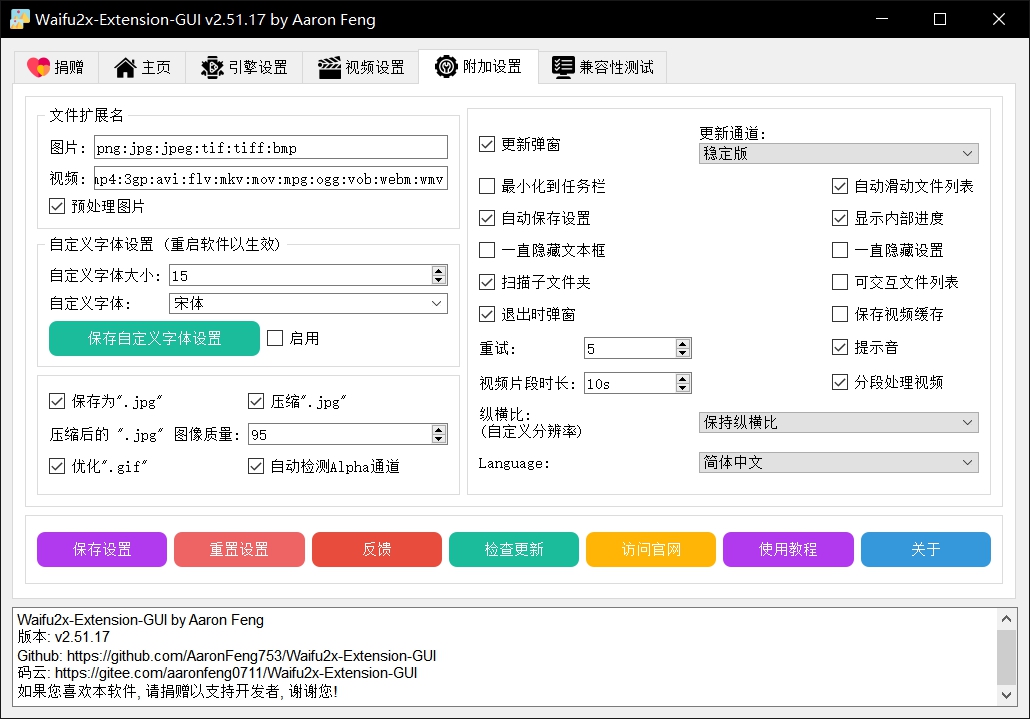 Waifu2x-Extension-GUI v2.51.17 by Aaron Feng
捐赠
主页
引擎设置
视频设置
附加设置
兼容性测试
文件扩展名
图片: png:jpg:jpeg:tif:tiff:bmp
视频: mp4:3gp:avi:flv:mkv:mov:mpg:ogg:vob:webm:wmv
预处理图片
自定义字体设置 (重启软件以生效)
自定义字体大小: 15
自定义字体: 宋体
保存自定义字体设置
启用
保存为".jpg"
压缩".jpg"
压缩后的 ".jpg" 图像质量: 95
优化".gif"
自动检测Alpha通道
更新弹窗
更新通道:
稳定版
最小化到任务栏
自动滑动文件列表
自动保存设置
显示内部进度
一直隐藏文本框
一直隐藏设置
扫描子文件夹
可交互文件列表
退出时弹窗
保存视频缓存
重试: 5
提示音
视频片段时长: 10s
分段处理视频
纵横比:
(自定义分辨率)
保持纵横比
Language:
简体中文
保存设置
重置设置
反馈
检查更新
访问官网
使用教程
关于
Waifu2x-Extension-GUI by Aaron Feng
版本: v2.51.17
Github: https://github.com/AaronFeng753/Waifu2x-Extension-GUI
码云: https://gitee.com/aaronfeng0711/Waifu2x-Extension-GUI
如果您喜欢本软件, 请捐赠以支持开发者, 谢谢您!